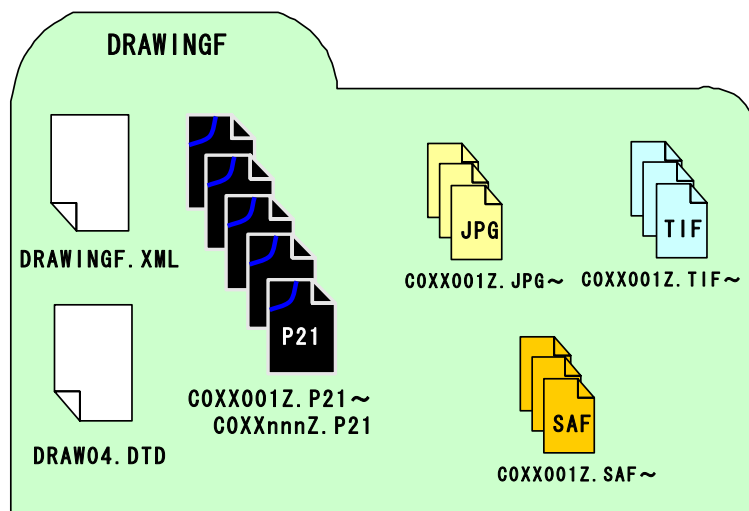 DRAWINGF
DRAWINGF.XML
DRAW04.DTD
P21
C0XX001Z.P21～
C0XXnnnZ.P21
JPG
C0XX001Z.JPG～
TIF
C0XX001Z.TIF～
SAF
C0XX001Z.SAF～